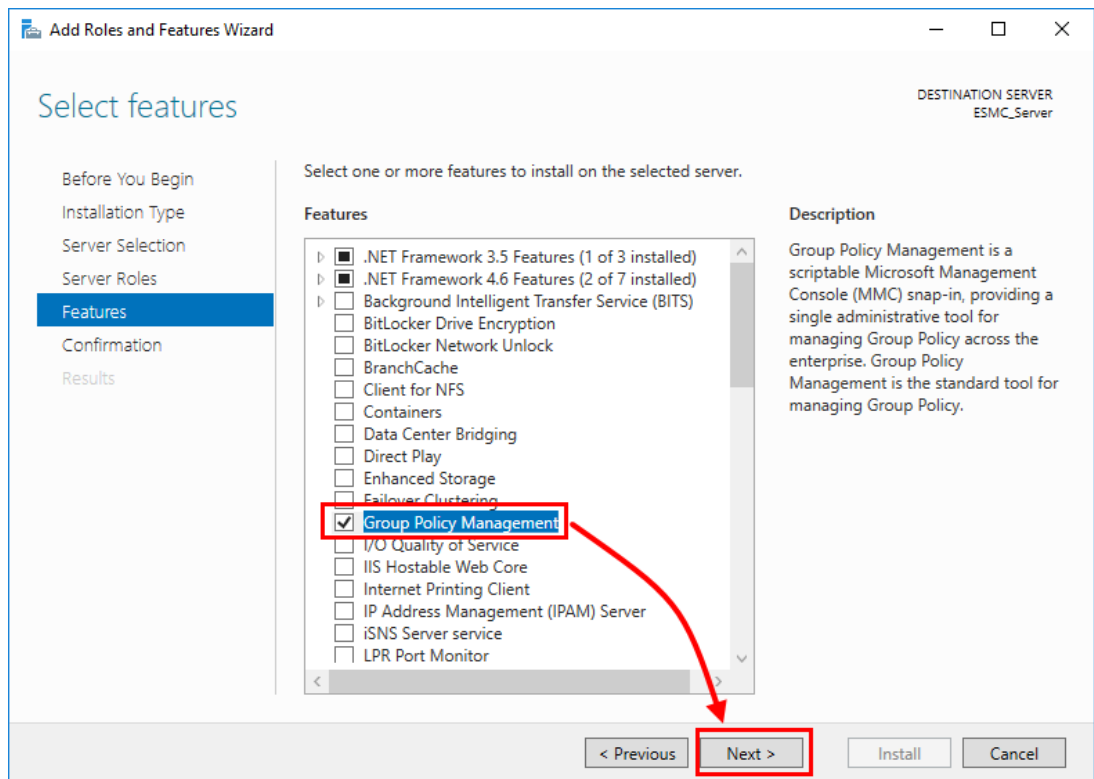 Add Roles and Features Wizard
Select features
DESTINATION SERVER
ESMC_Server
Before You Begin
Installation Type
Server Selection
Server Roles
Features
Confirmation
Results
Select one or more features to install on the selected server.
Features
.NET Framework 3.5 Features (1 of 3 installed)
.NET Framework 4.6 Features (2 of 7 installed)
Background Intelligent Transfer Service (BITS)
BitLocker Drive Encryption
BitLocker Network Unlock
BranchCache
Client for NFS
Containers
Data Center Bridging
Direct Play
Enhanced Storage
Failover Clustering
Group Policy Management
I/O Quality of Service
IIS Hostable Web Core
Internet Printing Client
IP Address Management (IPAM) Server
iSNS Server service
LPR Port Monitor
Description
Group Policy Management is a
scriptable Microsoft Management
Console (MMC) snap-in, providing a
single administrative tool for
managing Group Policy across the
enterprise. Group Policy
Management is the standard tool for
managing Group Policy.
< Previous
Next >
Install
Cancel